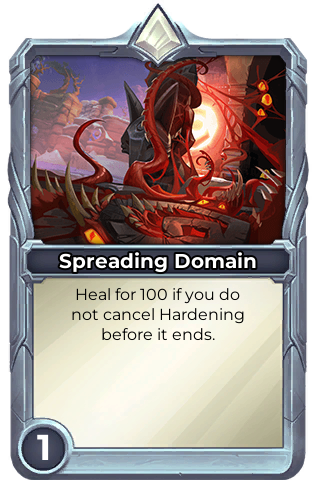 Spreading Domain
Heal for 100 if you do
not cancel Hardening
before it ends.
1